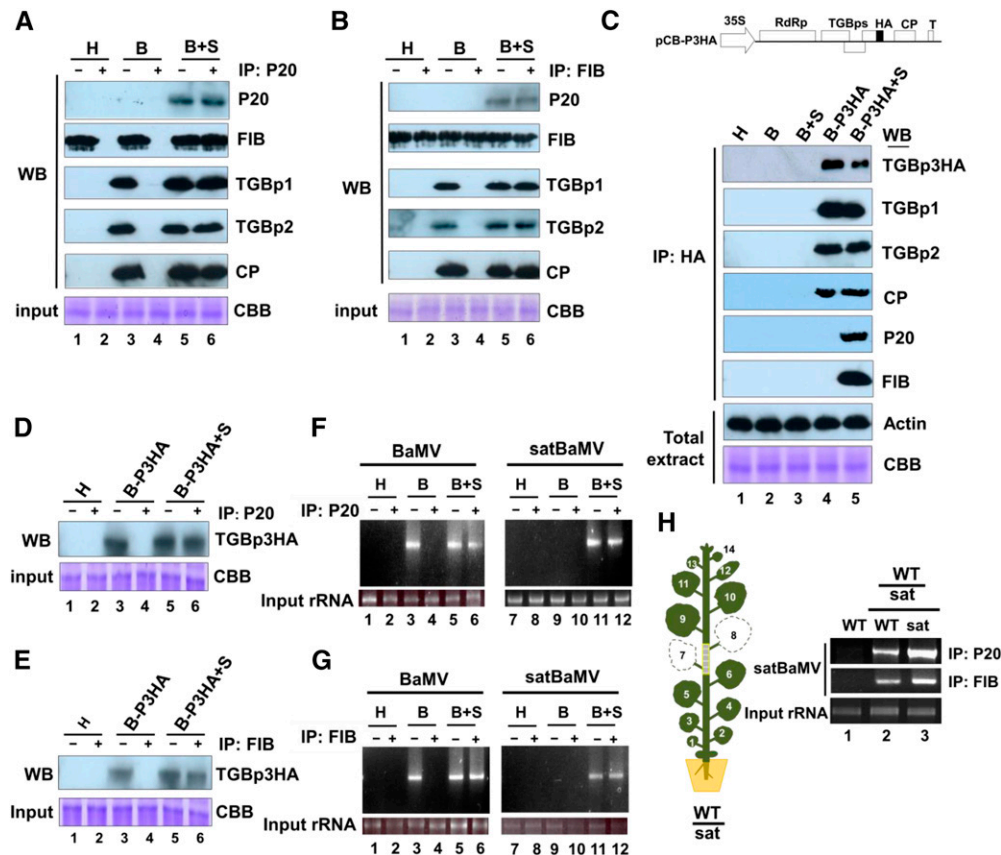 A
H B B+S
– + – + – + IP: P20
WB
P20
FIB
TGBp1
TGBp2
CP
input CBB
1 2 3 4 5 6
B
H B B+S
– + – + – + IP: FIB
WB
P20
FIB
TGBp1
TGBp2
CP
input CBB
1 2 3 4 5 6
C
35S RdRp TGBps HA CP T
pCB-P3HA
H B B+S B-P3HA B-P3HA+S WB
IP: HA
TGBp3HA
TGBp1
TGBp2
CP
P20
FIB
Total extract
Actin
CBB
1 2 3 4 5
D
H B-P3HA B-P3HA+S
– + – + – + IP: P20
WB TGBp3HA
input CBB
1 2 3 4 5 6
E
H B-P3HA B-P3HA+S
– + – + – + IP: FIB
WB TGBp3HA
Input CBB
1 2 3 4 5 6
F
BaMV satBaMV
H B B+S H B B+S
IP: P20 – + – + – + – + – + – +
Input rRNA
1 2 3 4 5 6 7 8 9 10 11 12
G
BaMV satBaMV
H B B+S H B B+S
IP: FIB – + – + – + – + – + – +
Input rRNA
1 2 3 4 5 6 7 8 9 10 11 12
H
14
13 12
11 10
9 8
7 6
5 4
3 2
1
WT
sat
WT
sat
WT WT sat
satBaMV
IP: P20
IP: FIB
Input rRNA
1 2 3